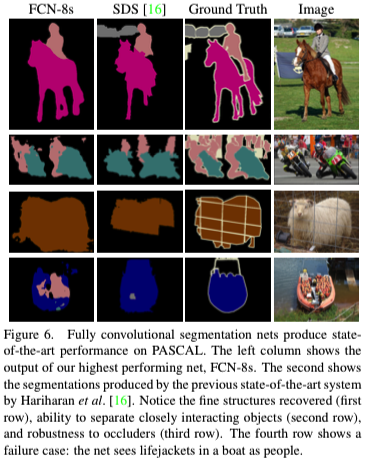 FCN-8s SDS [16] Ground Truth Image
Figure 6. Fully convolutional segmentation nets produce state-
of-the-art performance on PASCAL. The left column shows the
output of our highest performing net, FCN-8s. The second shows
the segmentations produced by the previous state-of-the-art system
by Hariharan et al. [16]. Notice the fine structures recovered (first
row), ability to separate closely interacting objects (second row),
and robustness to occluders (third row). The fourth row shows a
failure case: the net sees lifejackets in a boat as people.